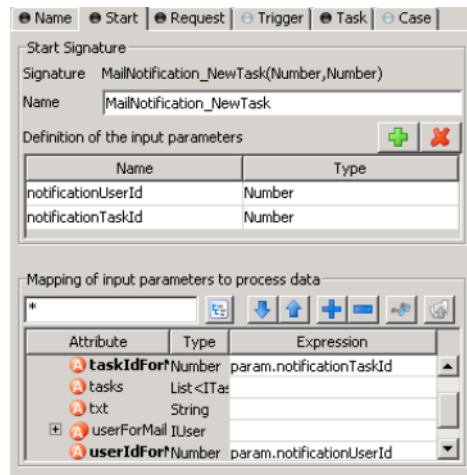 Name Start Request Trigger Task Case
Start Signature
Signature MailNotification_NewTask(Number,Number)
Name MailNotification_NewTask
Definition of the input parameters
Name Type
notificationUserId Number
notificationTaskId Number
Mapping of input parameters to process data
*
Attribute Type Expression
taskIdForM Number param.notificationTaskId
tasks List<ITas
txt String
userForMail IUser
userIdForM Number param.notificationUserId